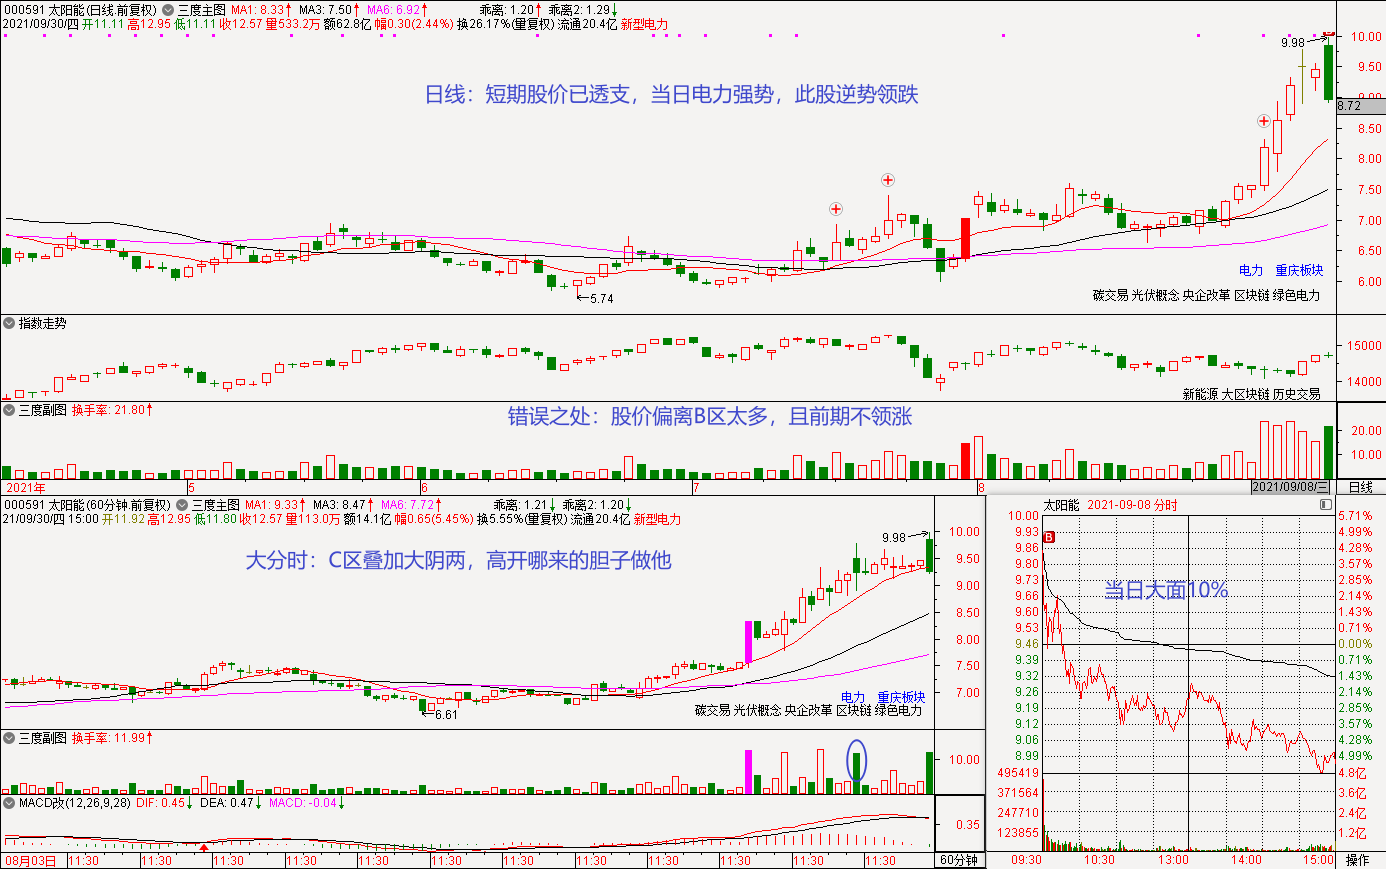 000591 太阳能(日线.前复权) 三度主图 MA1: 8.33↑ MA3: 7.50↑ MA6: 6.92↑ 乖离: 1.20↑ 乖离2: 1.29↓
2021/09/30/四 开11.11 高12.95 低11.11 收12.57 量533.2万 额62.8亿 幅0.30(2.44%) 换26.17%(量复权) 流通20.4亿 新型电力
9.98
10.00
9.50
9.00
8.72
8.50
8.00
7.50
7.00
6.50
6.00
日线：短期股价已透支，当日电力强势，此股逆势领跌
5.74
电力 重庆板块
碳交易 光伏概念 央企改革 区块链 绿色电力
指数走势
15000
14000
新能源 大区块链 历史交易
三度副图 换手率: 21.80↑
错误之处：股价偏离B区太多，且前期不领涨
20.00
10.00
2021年 5 6 7 8 2021/09/08/三 日线
000591 太阳能(60分钟.前复权) 三度主图 MA1: 9.33↑ MA3: 8.47↑ MA6: 7.72↑ 乖离: 1.21↓ 乖离2: 1.20↓
21/09/30/四 15:00 开11.92 高12.95 低11.80 收12.57 量113.0万 额14.1亿 幅0.65(5.45%) 换5.55%(量复权) 流通20.4亿 新型电力
大分时：C区叠加大阴两，高开哪来的胆子做他
9.98
10.00
9.50
9.00
8.50
8.00
7.50
7.00
6.61
电力 重庆板块
碳交易 光伏概念 央企改革 区块链 绿色电力
三度副图 换手率: 11.99↑
10.00
MACD改(12,26,9,28) DIF: 0.45↓ DEA: 0.47↓ MACD: -0.04↓
0.35
08月03日 11:30 11:30 11:30 11:30 11:30 11:30 11:30 11:30 11:30 11:30 11:30 11:30 60分钟
太阳能 2021-09-08 分时
B
当日大面10%
10.00 5.71%
9.93 4.99%
9.86 4.28%
9.80 3.57%
9.73 2.85%
9.66 2.14%
9.60 1.43%
9.53 0.71%
9.46 0.00%
9.39 0.71%
9.32 1.43%
9.26 2.14%
9.19 2.85%
9.12 3.57%
9.06 4.28%
8.99 4.99%
495419 4.8亿
371564 3.6亿
247710 2.4亿
123855 1.2亿
09:30 10:30 13:00 14:00 15:00 操作